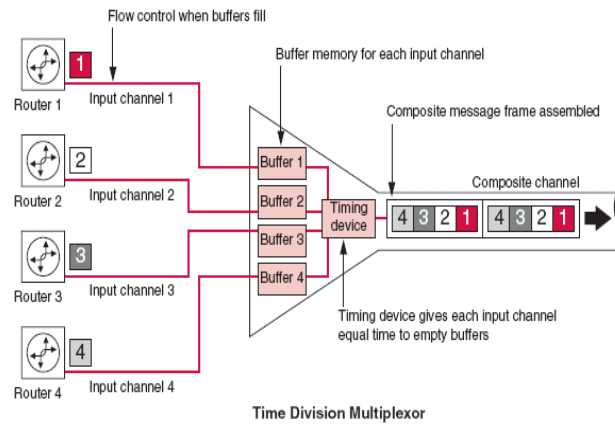 Flow control when buffers fill
1
Router 1
Input channel 1
Buffer memory for each input channel
Composite message frame assembled
2
Router 2
Input channel 2
Buffer 1
Buffer 2
Buffer 3
Buffer 4
Timing
device
Composite channel
4 3 2 1 4 3 2 1
3
Router 3
Input channel 3
Timing device gives each input channel
equal time to empty buffers
4
Router 4
Input channel 4
Time Division Multiplexor